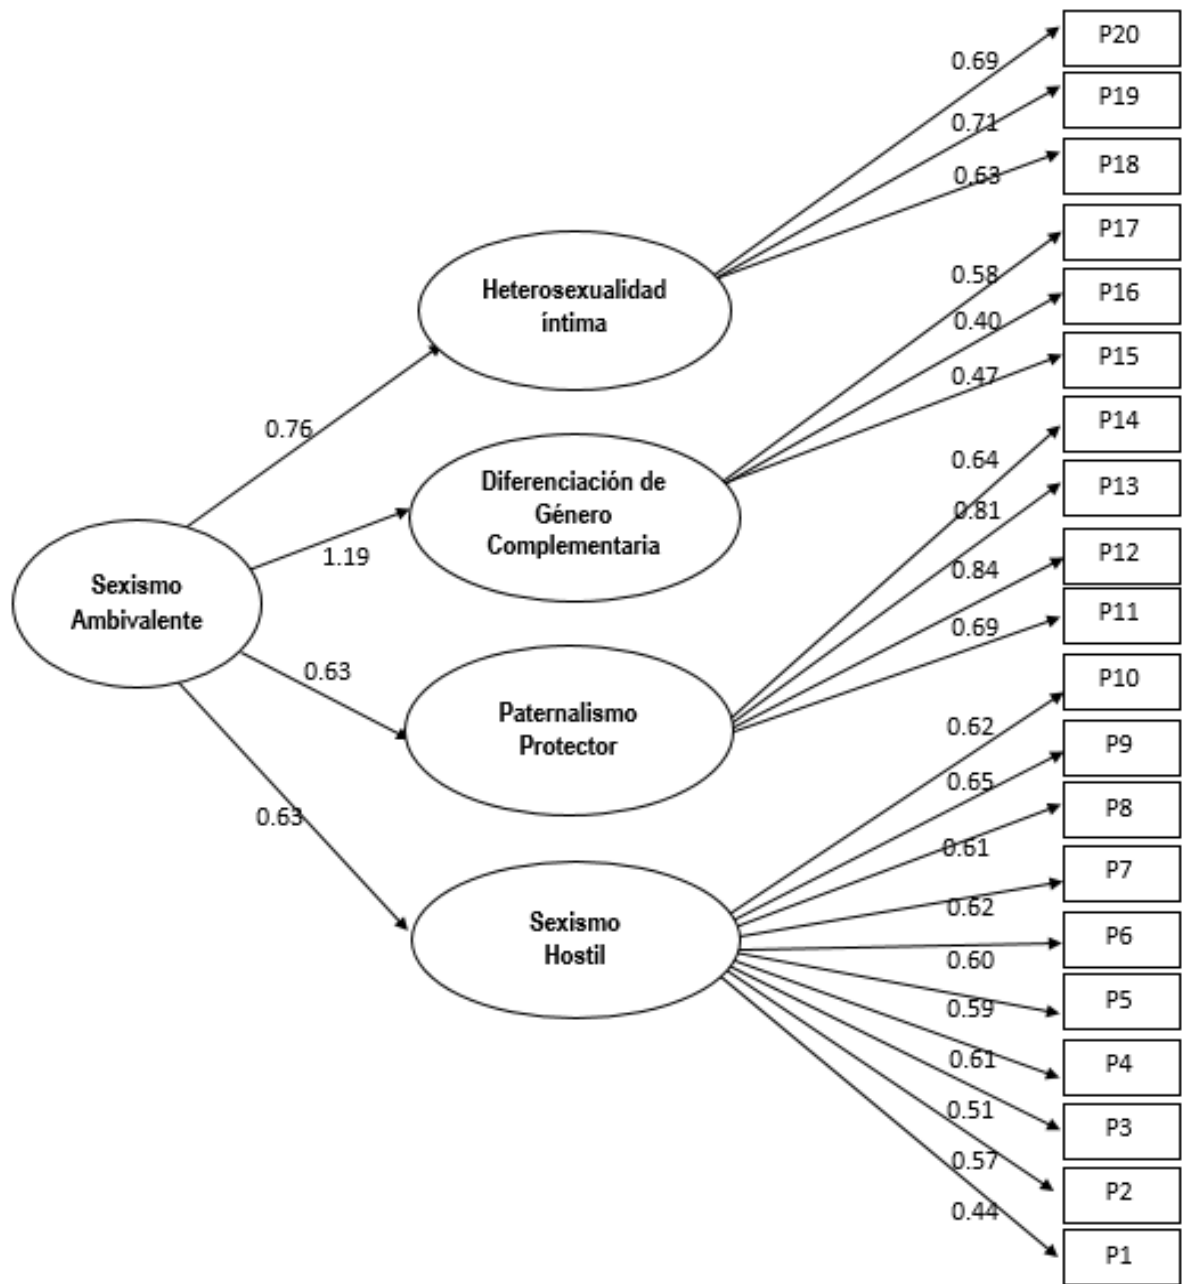 P20
0.69
P19
0.71
P18
0.63
P17
Heterosexualidad
íntima
0.58
P16
0.40
P15
0.47
0.76
P14
0.64
Diferenciación de
Género
Complementaria
P13
0.81
1.19
P12
0.84
Sexismo
Ambivalente
P11
0.69
0.63
P10
Paternalismo
Protector
0.62
P9
0.65
0.63
P8
0.61
P7
0.62
Sexismo
Hostil
P6
0.60
P5
0.59
P4
0.61
P3
0.51
P2
0.57
0.44
P1